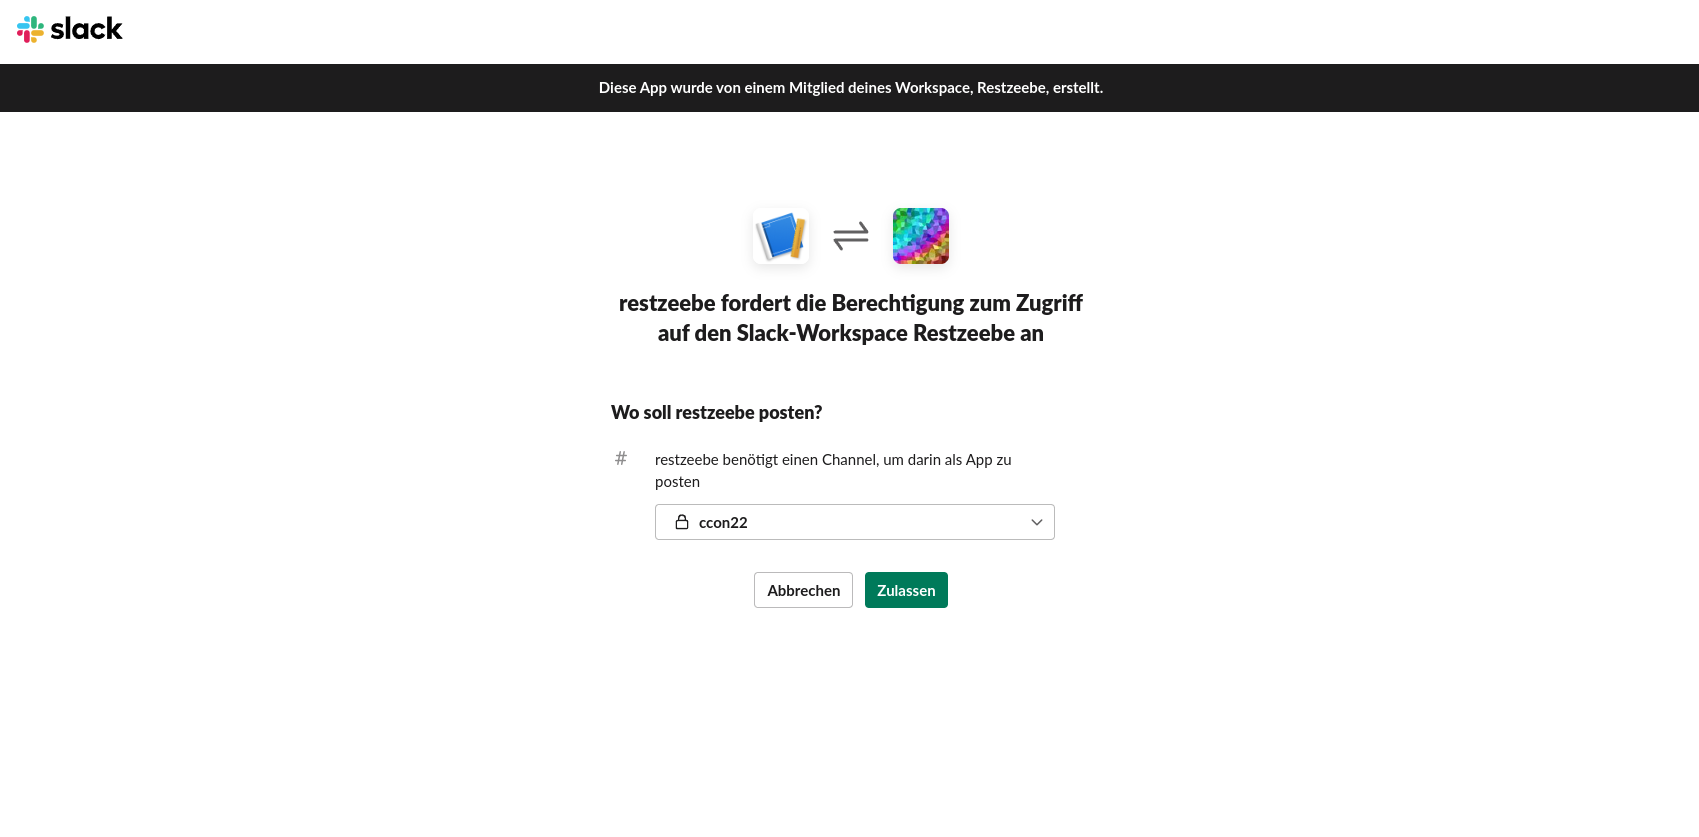 slack
Diese App wurde von einem Mitglied deines Workspace, Restzeebe, erstellt.
restzeebe fordert die Berechtigung zum Zugriff
auf den Slack-Workspace Restzeebe an
Wo soll restzeebe posten?
# restzeebe benötigt einen Channel, um darin als App zu
posten
ccon22
Abbrechen Zulassen